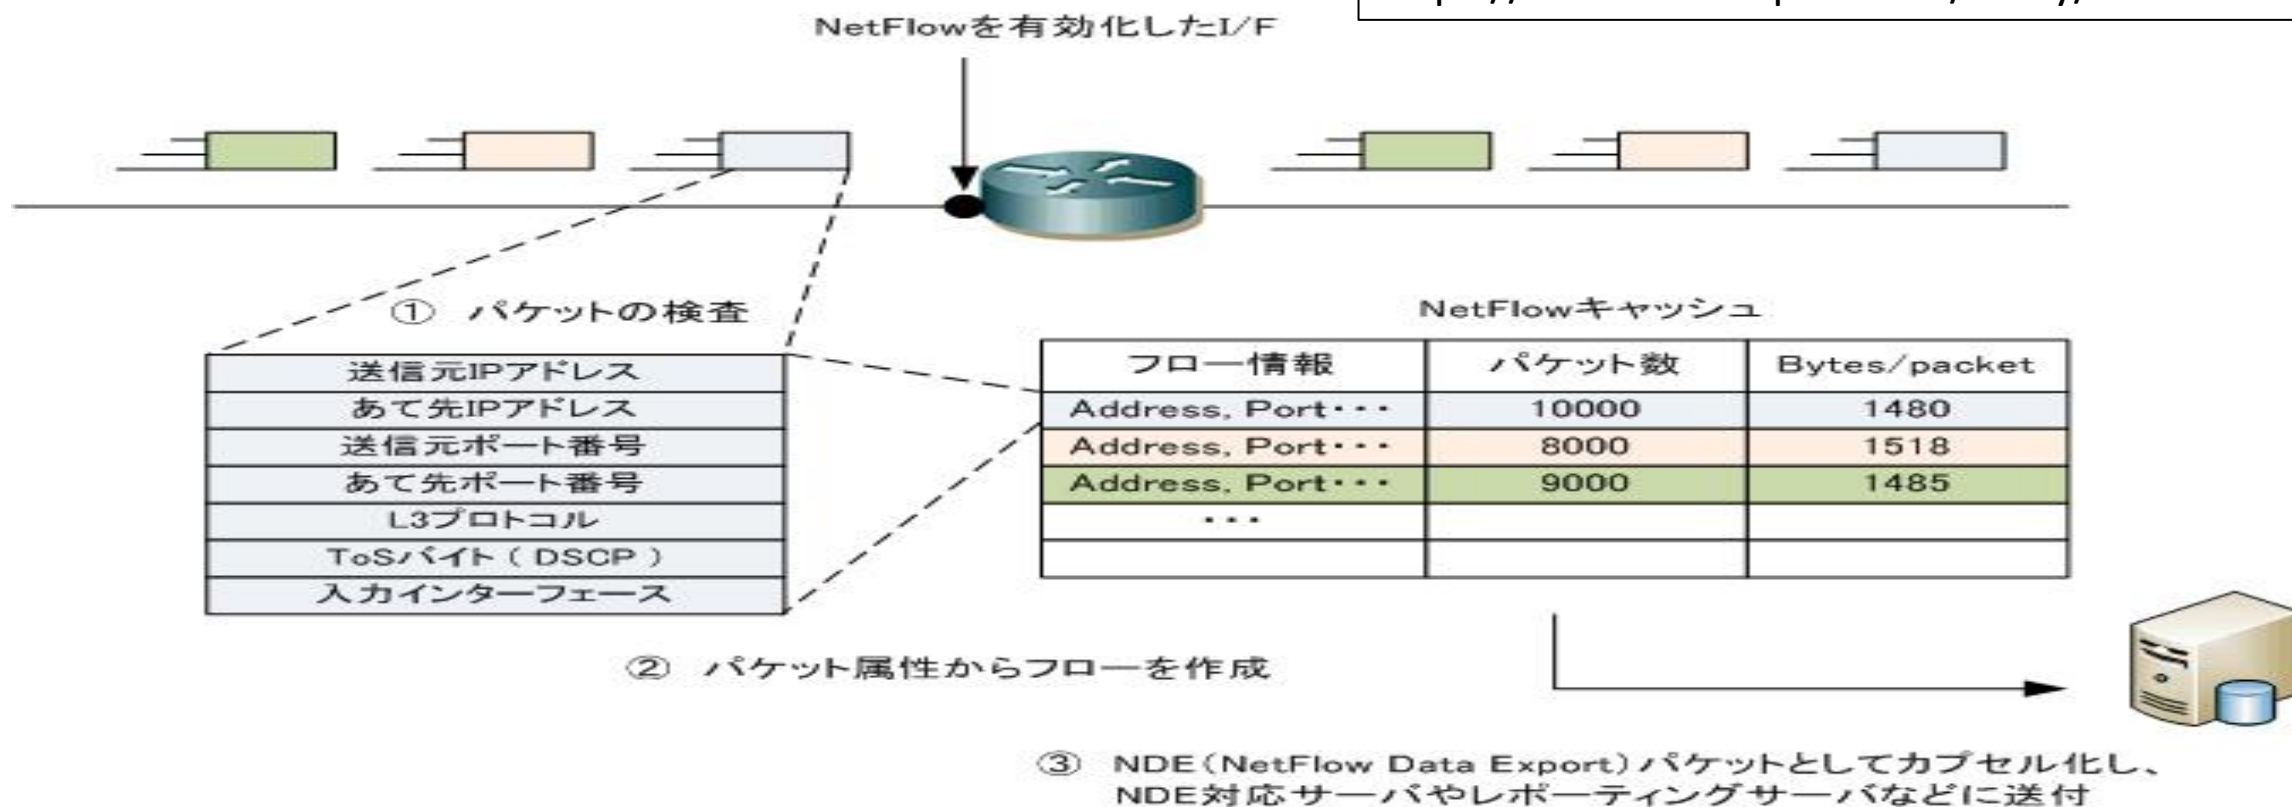 NetFlowを有効化したI/F
① パケットの検査
送信元IPアドレス
あて先IPアドレス
送信元ポート番号
あて先ポート番号
L3プロトコル
ToSバイト ( DSCP )
入力インターフェース
NetFlowキャッシュ
フロー情報 パケット数 Bytes/packet
Address, Port・・・ 10000 1480
Address, Port・・・ 8000 1518
Address, Port・・・ 9000 1485
・・・
② パケット属性からフローを作成
③ NDE(NetFlow Data Export)パケットとしてカプセル化し、
NDE対応サーバやレポーティングサーバなどに送付